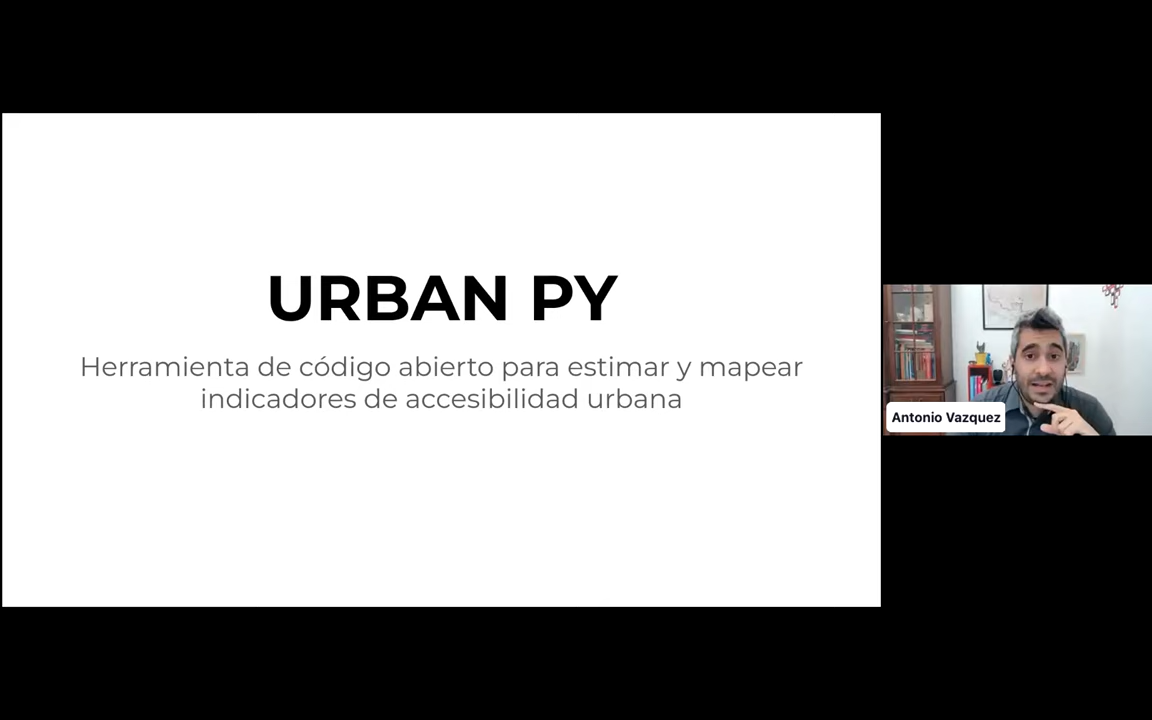 URBAN PY
Herramienta de código abierto para estimar y mapear
indicadores de accesibilidad urbana
Antonio Vazquez